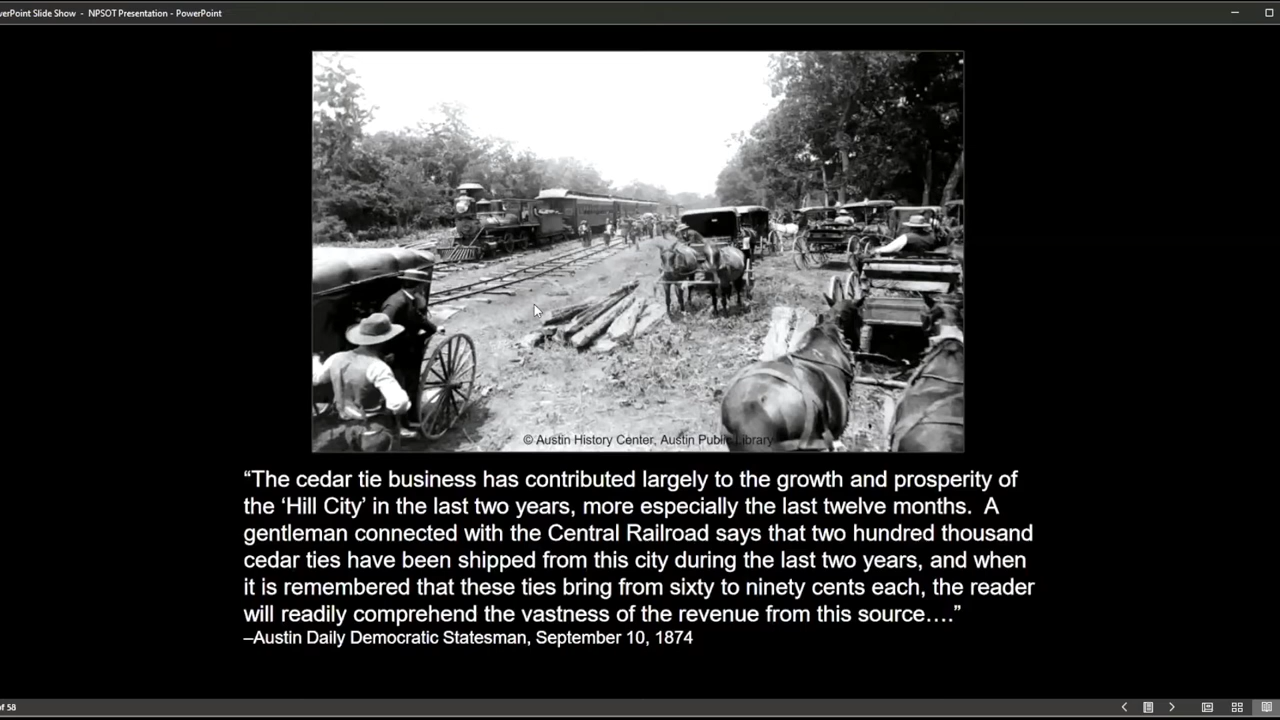 erPoint Slide Show - NPSOT Presentation - PowerPoint
© Austin History Center, Austin Public Library
“The cedar tie business has contributed largely to the growth and prosperity of
the ‘Hill City’ in the last two years, more especially the last twelve months.  A
gentleman connected with the Central Railroad says that two hundred thousand
cedar ties have been shipped from this city during the last two years, and when
it is remembered that these ties bring from sixty to ninety cents each, the reader
will readily comprehend the vastness of the revenue from this source….”
–Austin Daily Democratic Statesman, September 10, 1874
of 58